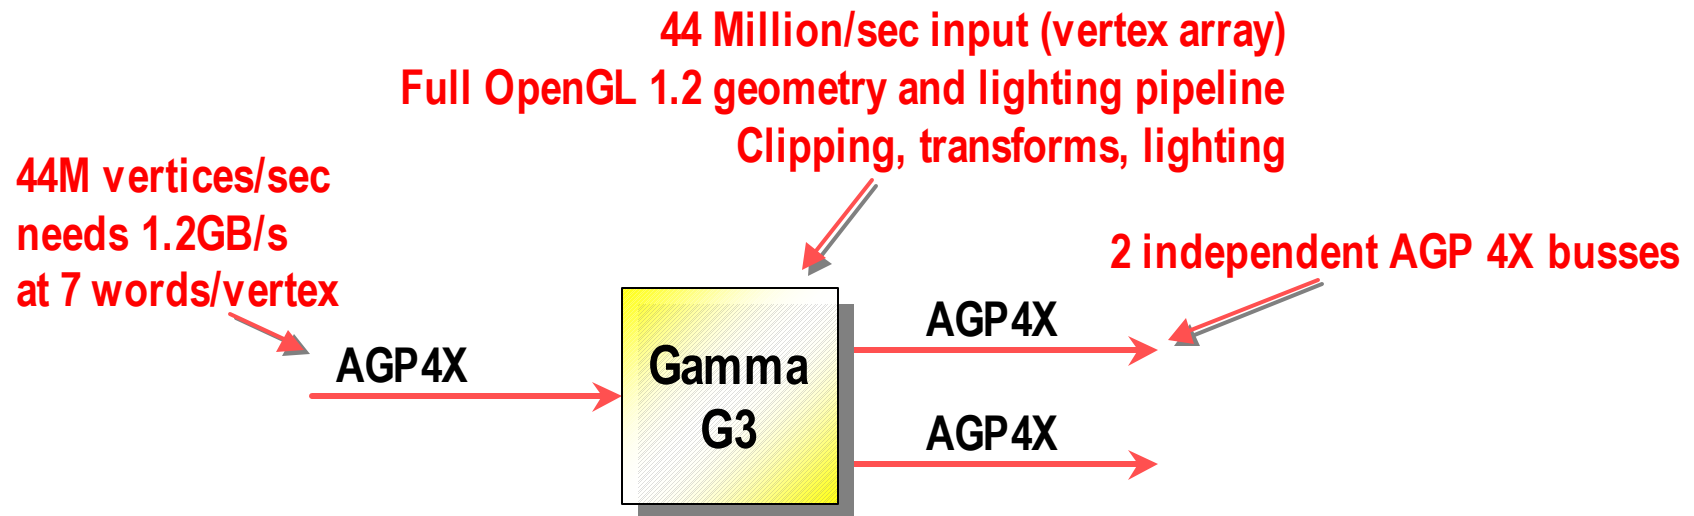 44 Million/sec input (vertex array)
Full OpenGL 1.2 geometry and lighting pipeline
Clipping, transforms, lighting
44M vertices/sec
needs 1.2GB/s
at 7 words/vertex
2 independent AGP 4X busses
AGP4X
Gamma
G3
AGP4X
AGP4X